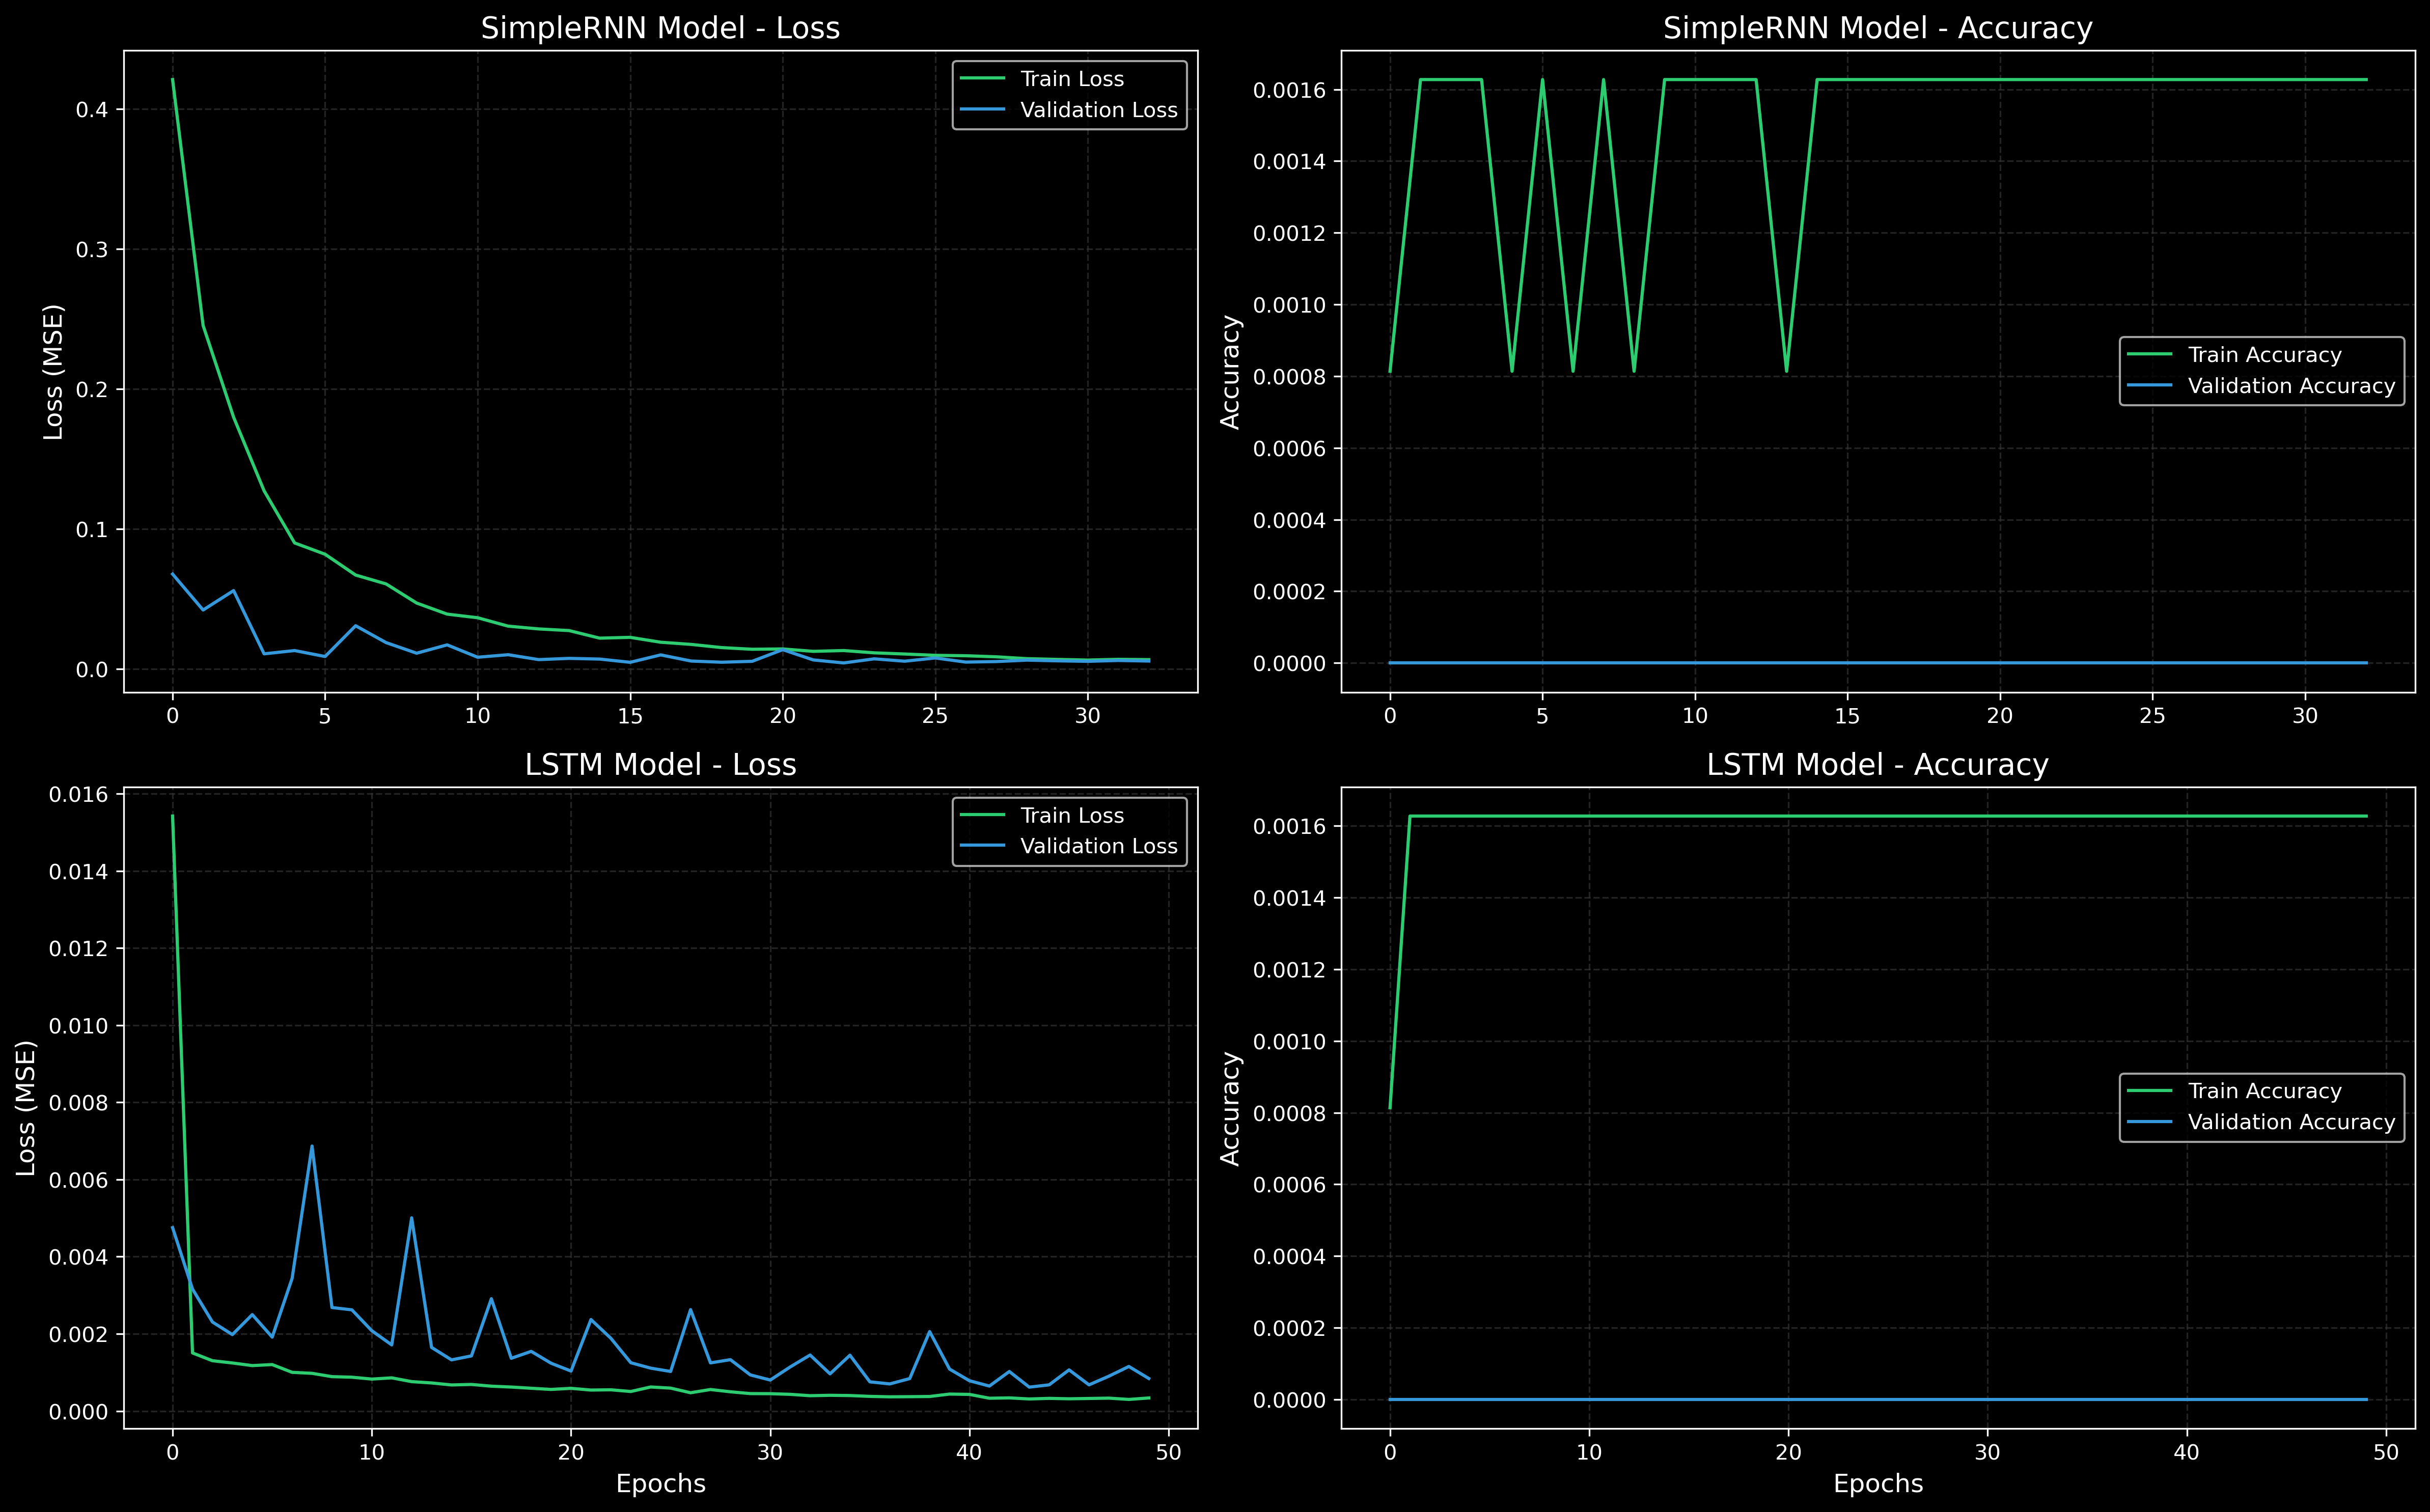 SimpleRNN Model - Loss
Loss (MSE)
0.4
0.3
0.2
0.1
0.0
0 5 10 15 20 25 30
Train Loss
Validation Loss
SimpleRNN Model - Accuracy
Accuracy
0.0016
0.0014
0.0012
0.0010
0.0008
0.0006
0.0004
0.0002
0.0000
0 5 10 15 20 25 30
Train Accuracy
Validation Accuracy
LSTM Model - Loss
Loss (MSE)
0.016
0.014
0.012
0.010
0.008
0.006
0.004
0.002
0.000
0 10 20 30 40 50
Epochs
Train Loss
Validation Loss
LSTM Model - Accuracy
Accuracy
0.0016
0.0014
0.0012
0.0010
0.0008
0.0006
0.0004
0.0002
0.0000
0 10 20 30 40 50
Epochs
Train Accuracy
Validation Accuracy